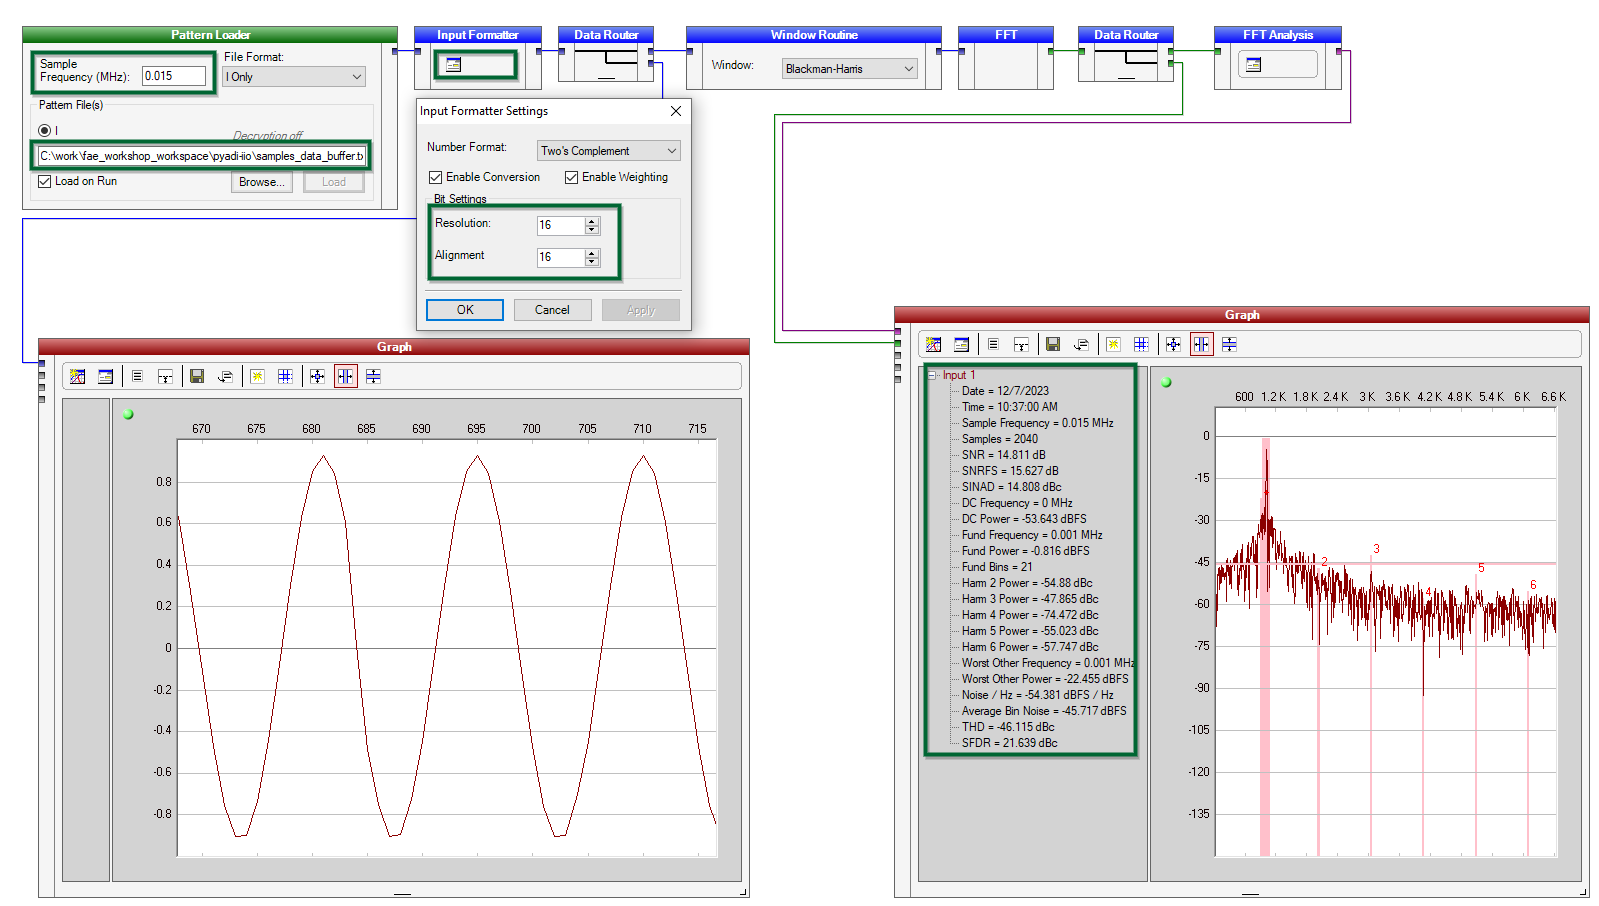 Pattern Loader
Sample
Frequency (MHz):
0.015
File Format:
I Only
Pattern File(s)
I
Decryption off
C:\work\fae_workshop_workspace\pyadi-iio\samples_data_buffer.t
Load on Run
Browse...
Load
Input Formatter
Data Router
Window Routine
Window:
Blackman-Harris
FFT
Data Router
FFT Analysis
Input Formatter Settings
Number Format:
Two's Complement
Enable Conversion
Enable Weighting
Bit Settings
Resolution:
16
Alignment
16
OK
Cancel
Apply
Graph
670 675 680 685 690 695 700 705 710 715
0.8
0.6
0.4
0.2
0
-0.2
-0.4
-0.6
-0.8
Graph
Input 1
Date = 12/7/2023
Time = 10:37:00 AM
Sample Frequency = 0.015 MHz
Samples = 2040
SNR = 14.811 dB
SNRFS = 15.627 dB
SINAD = 14.808 dBc
DC Frequency = 0 MHz
DC Power = -53.643 dBFS
Fund Frequency = 0.001 MHz
Fund Power = -0.816 dBFS
Fund Bins = 21
Harm 2 Power = -54.88 dBc
Harm 3 Power = -47.865 dBc
Harm 4 Power = -74.472 dBc
Harm 5 Power = -55.023 dBc
Harm 6 Power = -57.747 dBc
Worst Other Frequency = 0.001 MHz
Worst Other Power = -22.455 dBFS
Noise / Hz = -54.381 dBFS / Hz
Average Bin Noise = -45.717 dBFS
THD = -46.115 dBc
SFDR = 21.639 dBc
600 1.2 K 1.8 K 2.4 K 3 K 3.6 K 4.2 K 4.8 K 5.4 K 6 K 6.6 K
0
-15
-30
-45
-60
-75
-90
-105
-120
-135
2
3
4
5
6